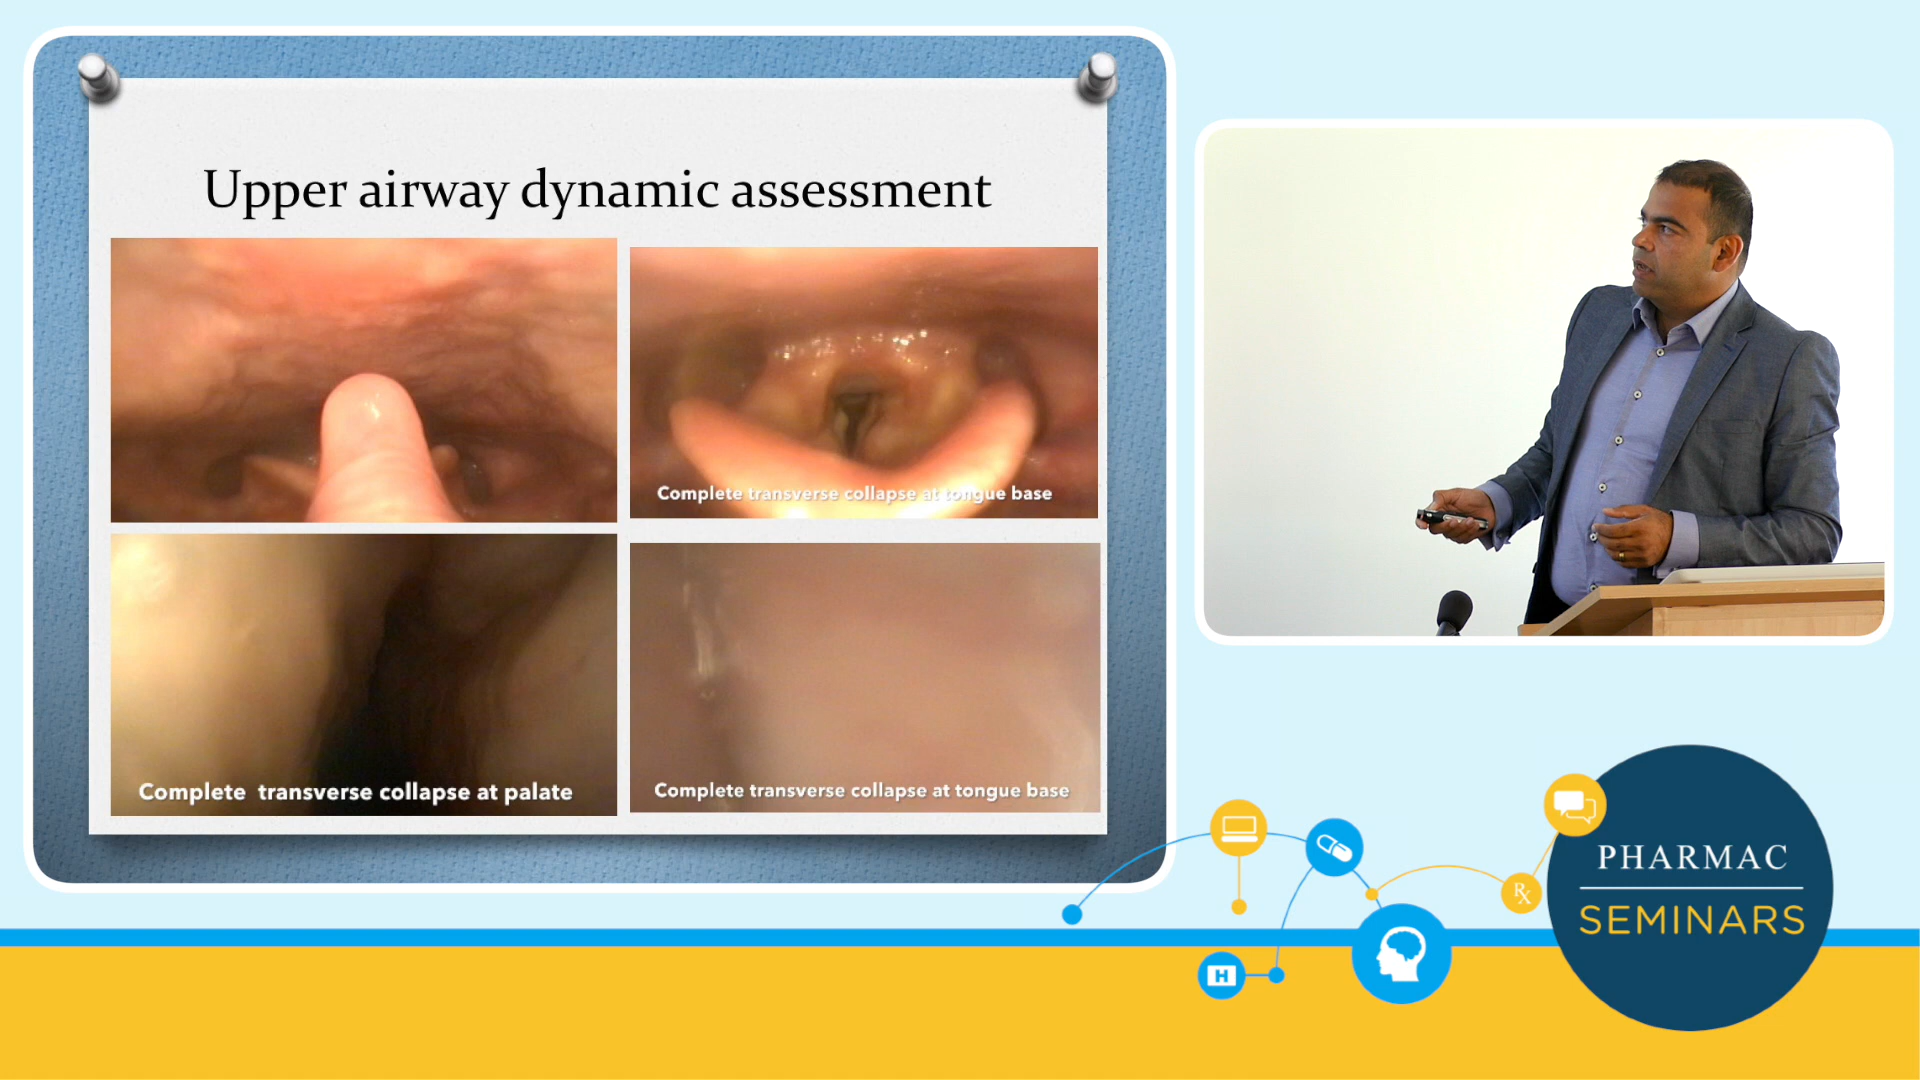 Upper airway dynamic assessment
Complete transverse collapse at tongue base
Complete transverse collapse at palate
Complete transverse collapse at tongue base
H
Rx
PHARMAC
SEMINARS